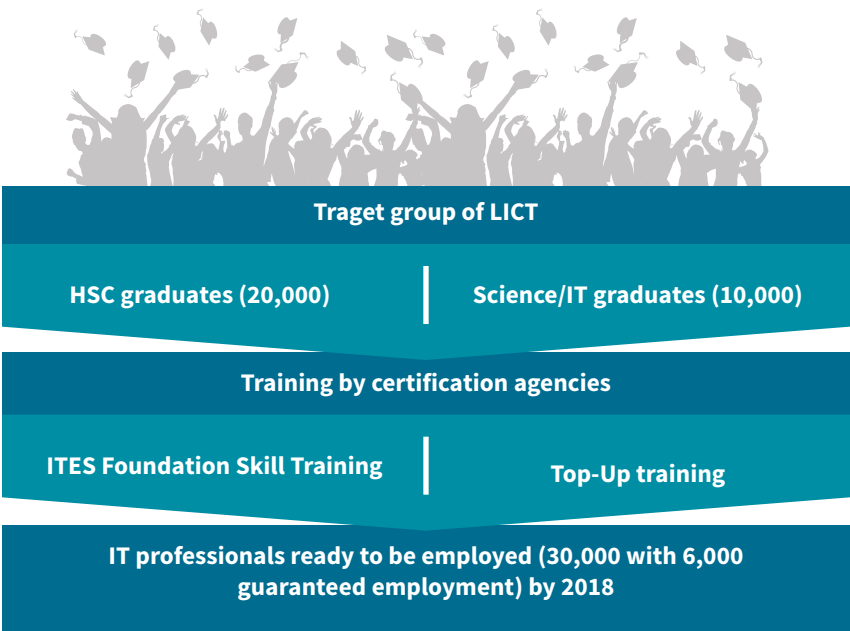 Traget group of LICT
HSC graduates (20,000)
Science/IT graduates (10,000)
Training by certification agencies
ITES Foundation Skill Training
Top-Up training
IT professionals ready to be employed (30,000 with 6,000
guaranteed employment) by 2018